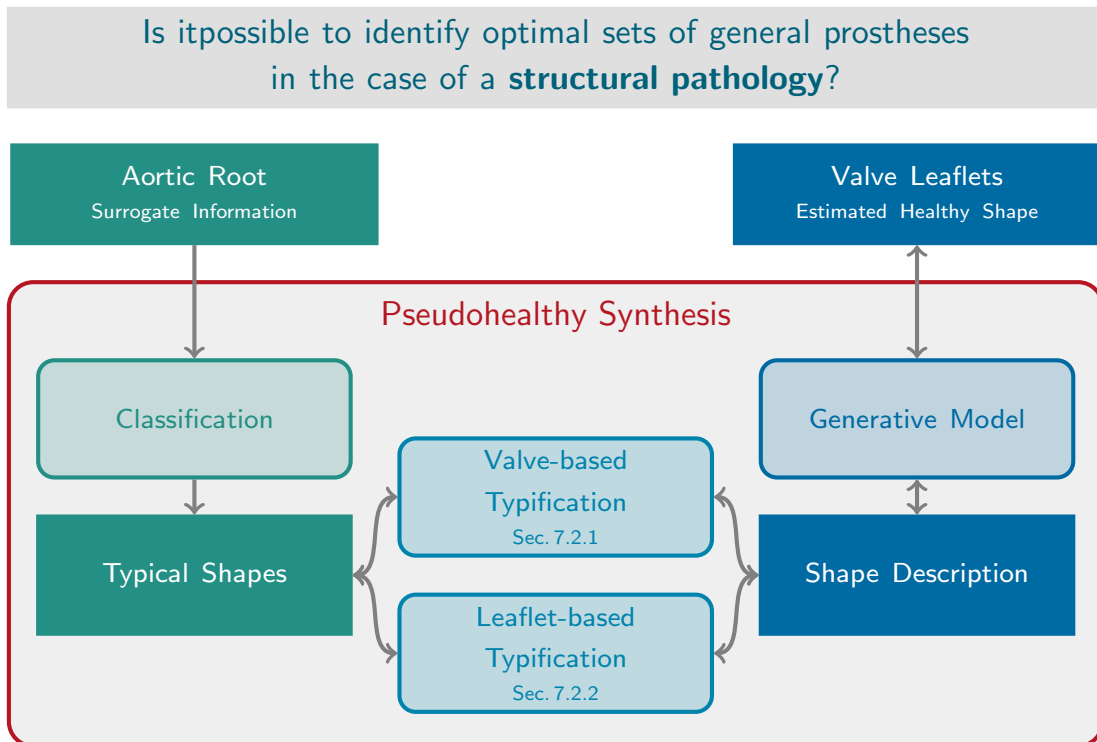 Is itpossible to identify optimal sets of general prostheses
in the case of a structural pathology?
Aortic Root
Surrogate Information
Valve Leaflets
Estimated Healthy Shape
Pseudohealthy Synthesis
Classification
Generative Model
Valve-based
Typification
Sec. 7.2.1
Typical Shapes
Shape Description
Leaflet-based
Typification
Sec. 7.2.2